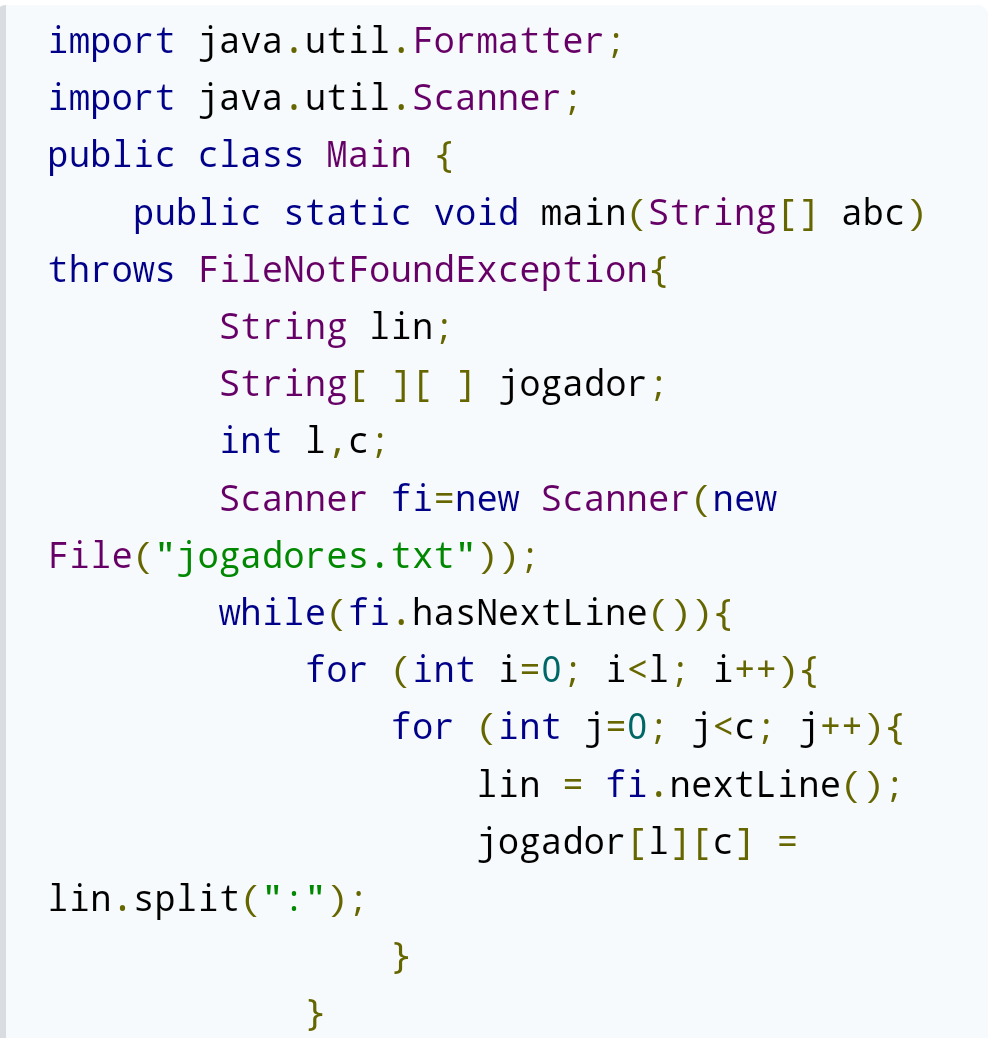 import java.util.Formatter;
import java.util.Scanner;
public class Main {
    public static void main(String[] abc)
throws FileNotFoundException{
        String lin;
        String[ ][ ] jogador;
        int l,c;
        Scanner fi=new Scanner(new
File("jogadores.txt"));
        while(fi.hasNextLine()){
            for (int i=0; i<l; i++){
                for (int j=0; j<c; j++){
                    lin = fi.nextLine();
                    jogador[l][c] =
lin.split(":");
                }
            }